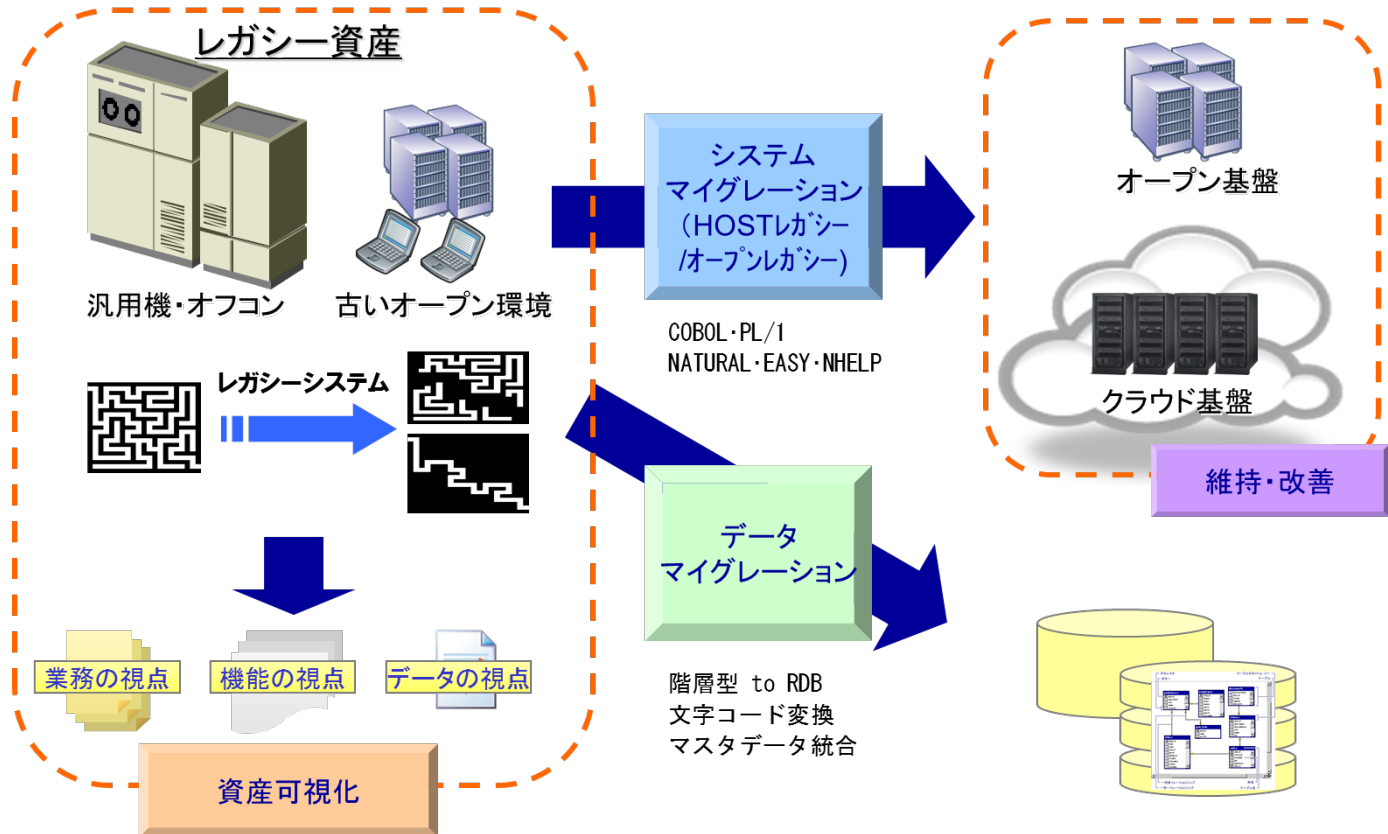 レガシー資産
汎用機・オフコン
古いオープン環境
レガシーシステム
業務の視点
機能の視点
データの視点
資産可視化
システム
マイグレーション
(HOSTﾚｶﾞｼｰ
/ｵｰﾌﾟﾝﾚｶﾞｼｰ)
COBOL・PL/1
NATURAL・EASY・NHELP
データ
マイグレーション
階層型 to RDB
文字コード変換
マスタデータ統合
オープン基盤
クラウド基盤
維持・改善